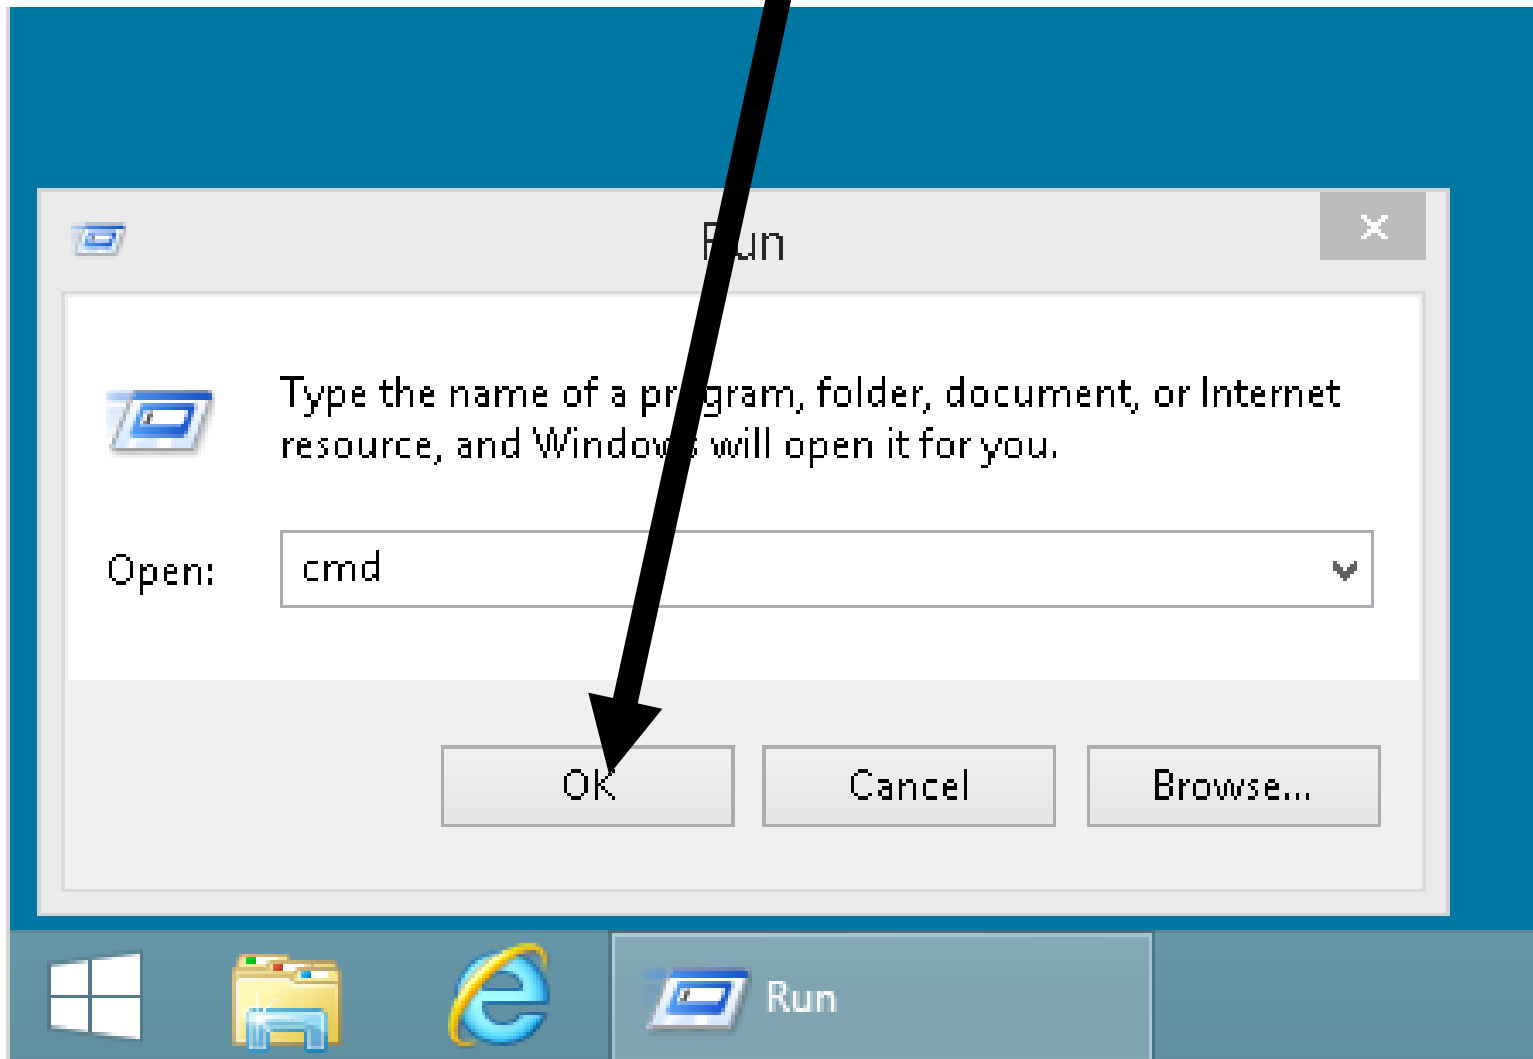 Run
Type the name of a program, folder, document, or Internet
resource, and Windows will open it for you.
Open:
cmd
OK
Cancel
Browse...
Run